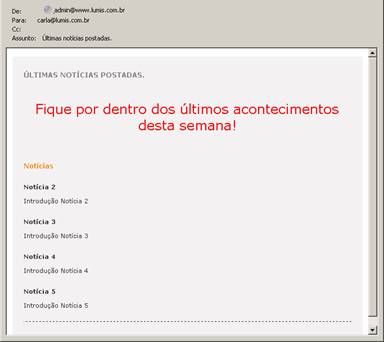 De: admin@www.lumis.com.br
Para: carla@lumis.com.br
Cc:
Assunto: Últimas notícias postadas.
ÚLTIMAS NOTÍCIAS POSTADAS.
Fique por dentro dos últimos acontecimentos
desta semana!
Notícias
Notícia 2
Introdução Notícia 2
Notícia 3
Introdução Notícia 3
Notícia 4
Introdução Notícia 4
Notícia 5
Introdução Notícia 5